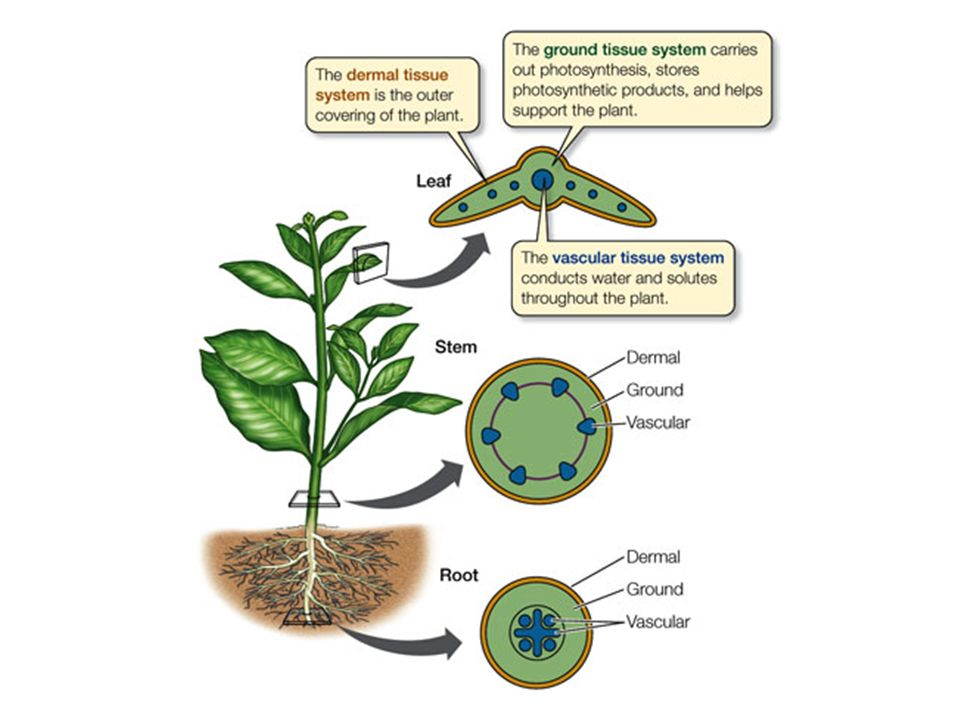 The dermal tissue
system is the outer
covering of the plant.
The ground tissue system carries
out photosynthesis, stores
photosynthetic products, and helps
support the plant.
Leaf
The vascular tissue system
conducts water and solutes
throughout the plant.
Stem
Dermal
Ground
Vascular
Root
Dermal
Ground
Vascular